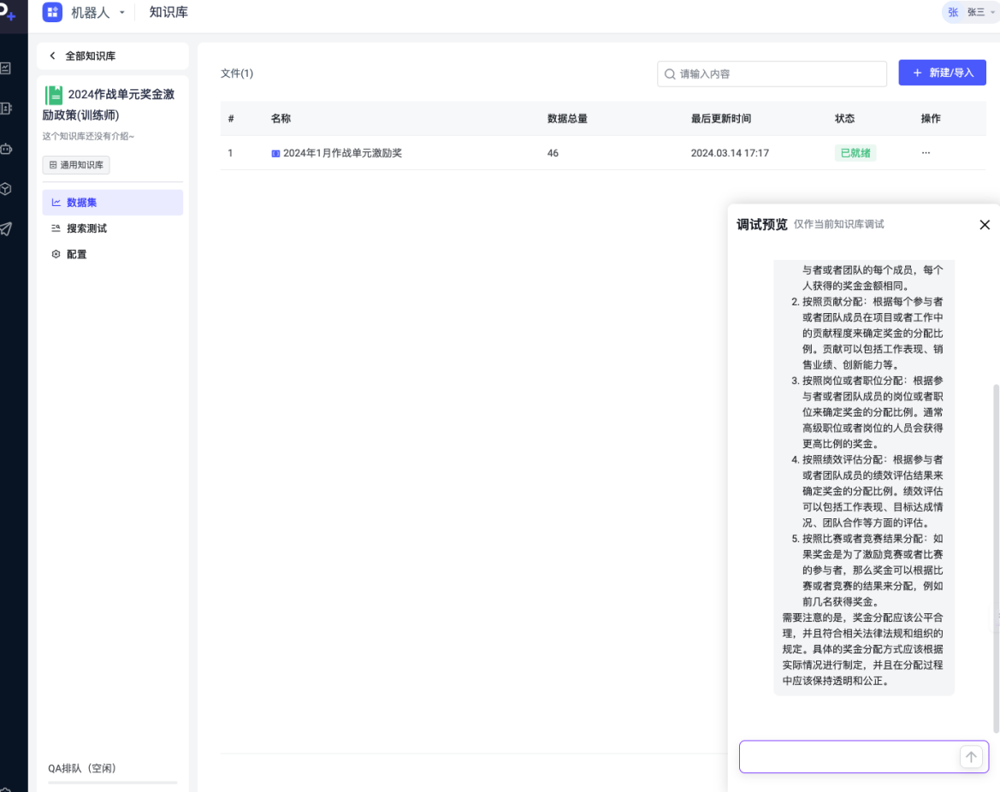 机器人
知识库
张 张三
全部知识库
2024作战单元奖金激
励政策(训练师)
这个知识库还没有介绍~
通用知识库
数据集
搜索测试
配置
QA排队（空闲）
文件(1)
请输入内容
+ 新建/导入
# 名称 数据总量 最后更新时间 状态 操作
1 2024年1月作战单元激励奖 46 2024.03.14 17:17 已就绪 ···
调试预览 仅作当前知识库调试
与者或者团队的每个成员，每个
人获得的奖金金额相同。
2. 按照贡献分配：根据每个参与者
或者团队成员在项目或者工作中
的贡献程度来确定奖金的分配比
例。贡献可以包括工作表现、销
售业绩、创新能力等。
3. 按照岗位或者职位分配：根据参
与者或者团队成员的岗位或者职
位来确定奖金的分配比例。通常
高级职位或者岗位的人员会获得
更高比例的奖金。
4. 按照绩效评估分配：根据参与者
或者团队成员的绩效评估结果来
确定奖金的分配比例。绩效评估
可以包括工作表现、目标达成情
况、团队合作等方面的评估。
5. 按照比赛或者竞赛结果分配：如
果奖金是为了激励竞赛或者比赛
的参与者，那么奖金可以根据比
赛或者竞赛的结果来分配，例如
前几名获得奖金。
需要注意的是，奖金分配应该公平合
理，并且符合相关法律法规和组织的
规定。具体的奖金分配方式应该根据
实际情况进行制定，并且在分配过程
中应该保持透明和公正。